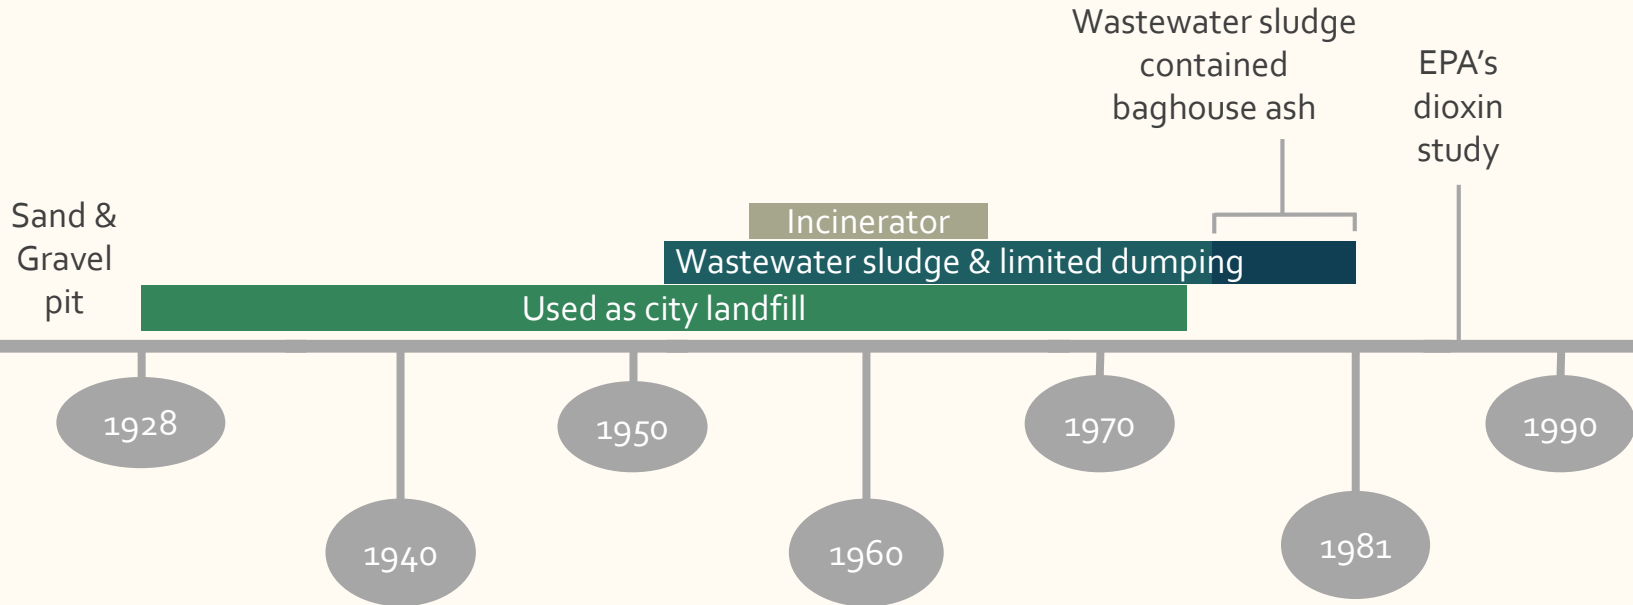 Wastewater sludge
contained
baghouse ash
EPA’s
dioxin
study
Sand &
Gravel
pit
Incinerator
Wastewater sludge & limited dumping
Used as city landfill
1928
1950
1970
1990
1940
1960
1981